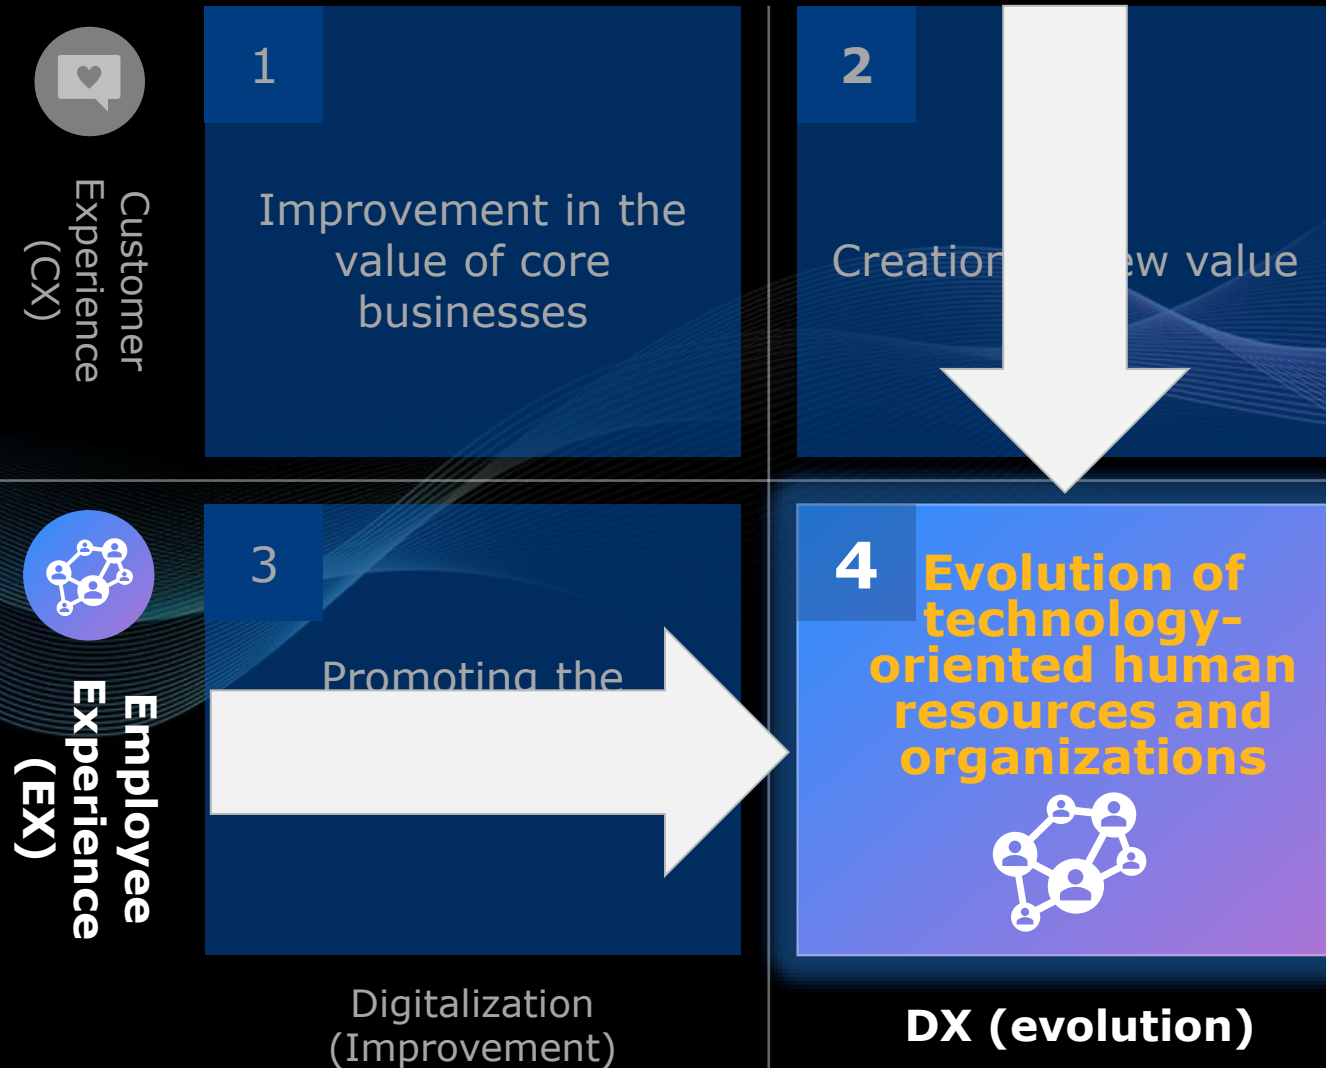 Customer
Experience
(CX)
1
Improvement in the
value of core
businesses
2
Creation
w value
Employee
Experience
(EX)
3
Promoting the
4
Evolution of
technology-
oriented human
resources and
organizations
Digitalization
(Improvement)
DX (evolution)